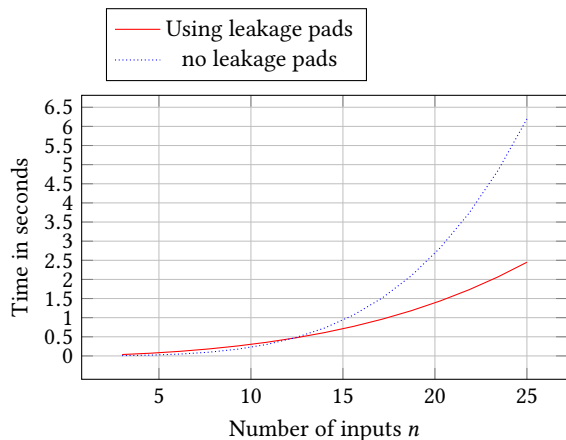 Using leakage pads
no leakage pads
6.5
6
5.5
5
4.5
4
3.5
3
2.5
2
1.5
1
0.5
0
Time in seconds
5 10 15 20 25
Number of inputs n